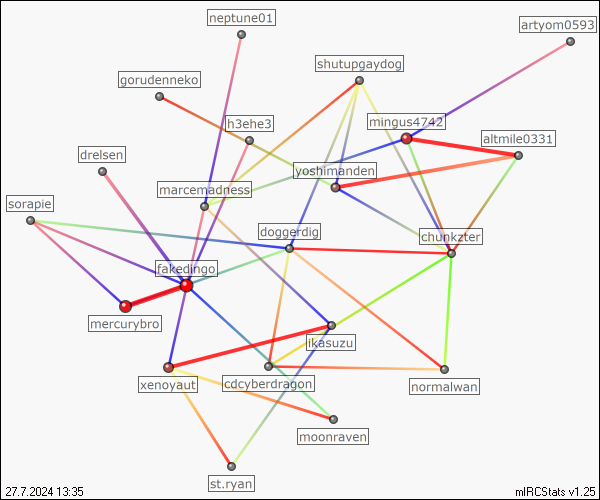 neptune01
artyom0593
shutupgaydog
gorudenneko
h3ehe3
mingus4742
altmile0331
drelsen
yoshimanden
marcemadness
sorapie
doggerdig
chunkzter
fakedingo
mercurybro
ikasuzu
xenoyaut
cdcyberdragon
normalwan
moonraven
st.ryan
27.7.2024 13:35
mIRCStats v1.25